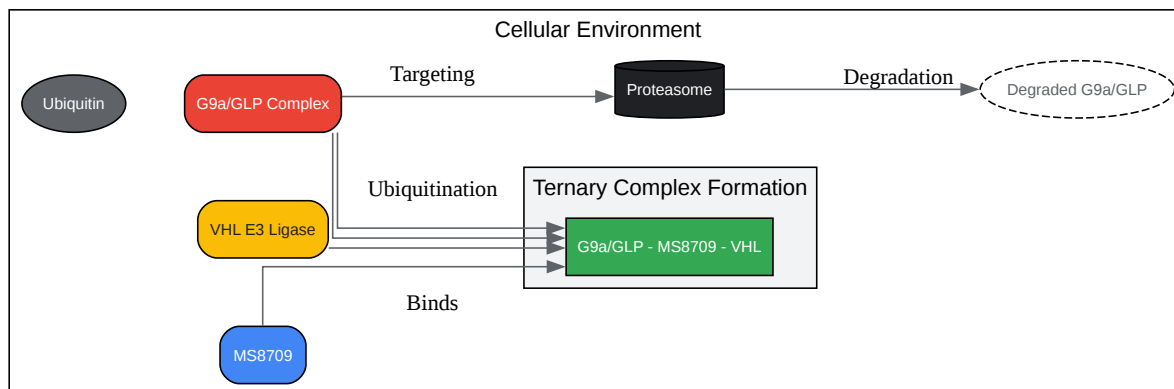 Cellular Environment
Ubiquitin
G9a/GLP Complex
Targeting
Proteasome
Degradation
Degraded G9a/GLP
Ubiquitination
Ternary Complex Formation
VHL E3 Ligase
G9a/GLP - MS8709 - VHL
Binds
MS8709